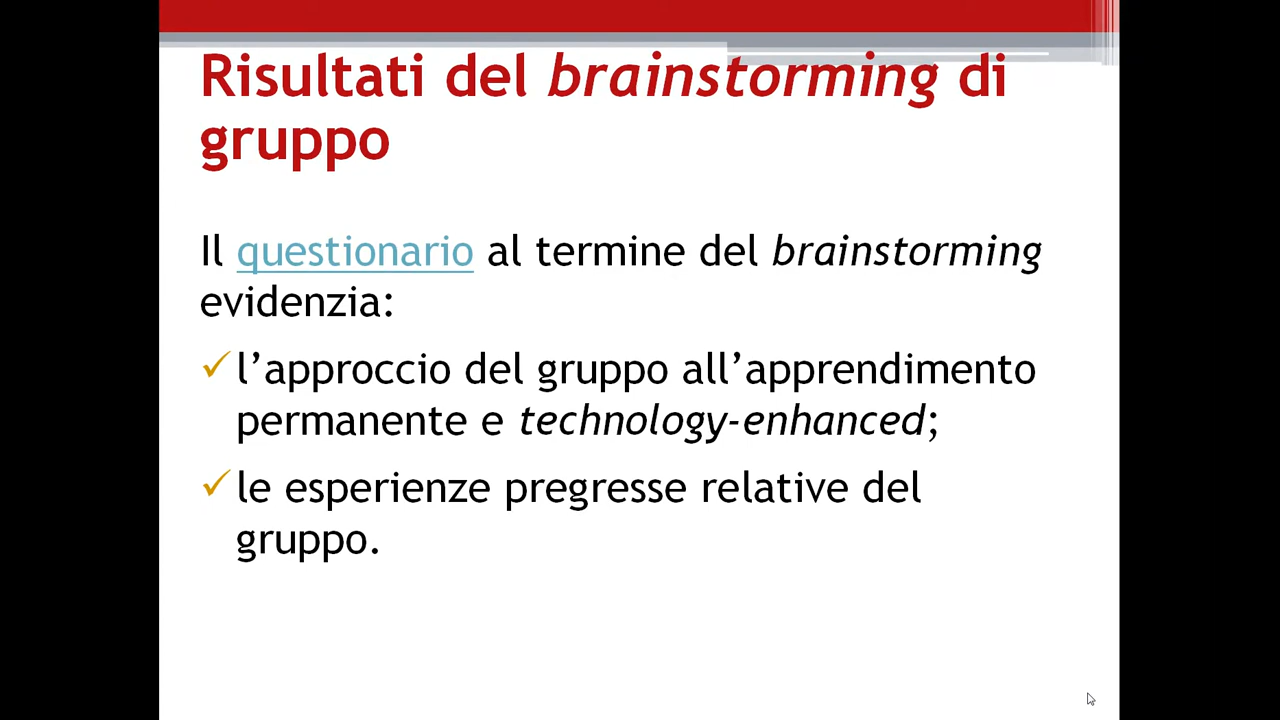 Risultati del brainstorming di
gruppo
Il questionario al termine del brainstorming
evidenzia:
l’approccio del gruppo all’apprendimento
permanente e technology-enhanced;
le esperienze pregresse relative del
gruppo.